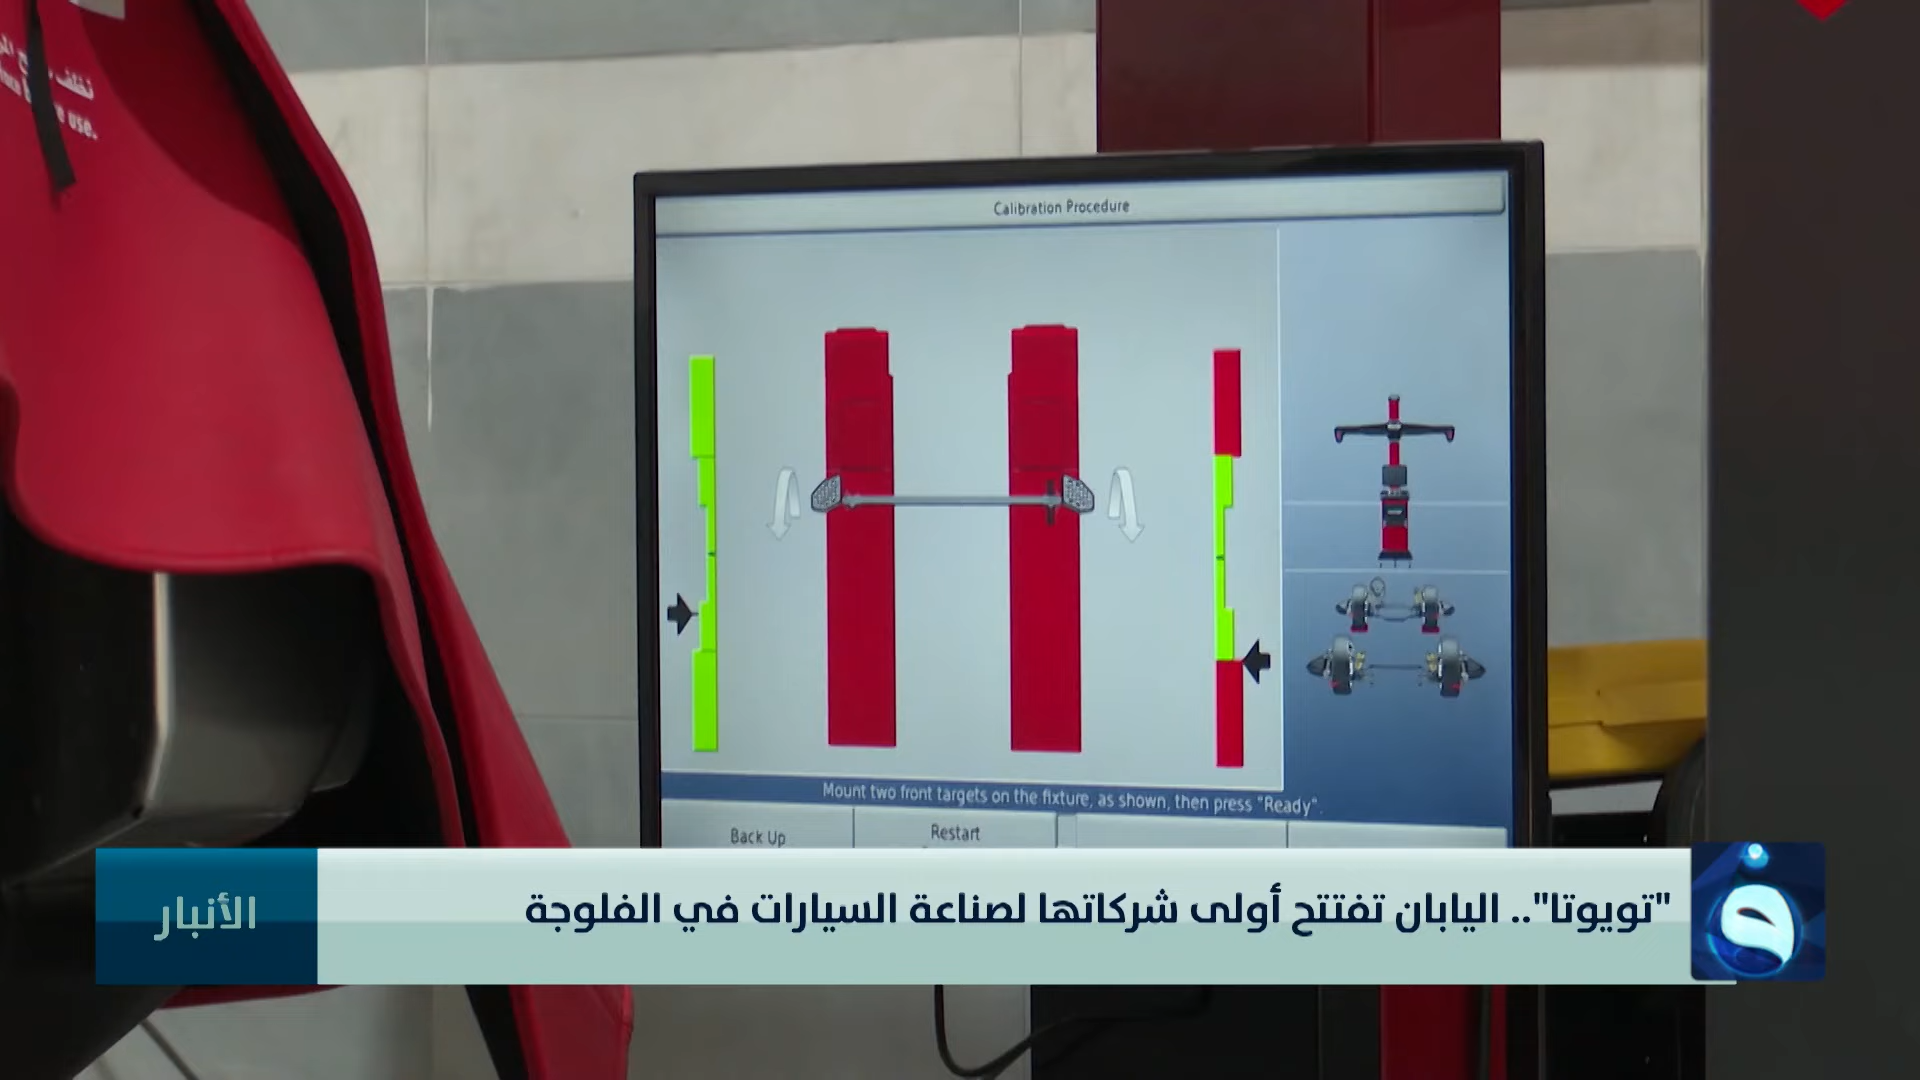 use.
Calibration Procedure
Mount two front targets on the fixture, as shown, then press "Ready".
Back Up
Restart
"تويوتا".. اليابان تفتتح أولى شركاتها لصناعة السيارات في الفلوجة
الأنبار